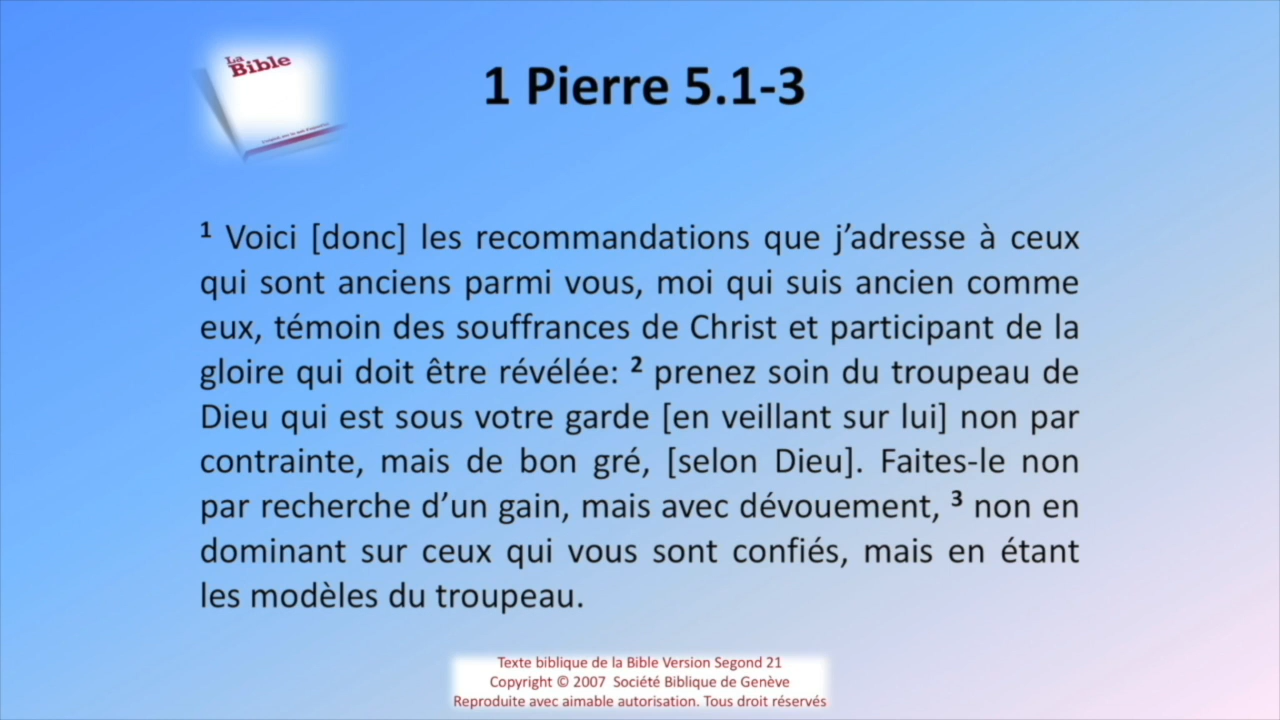 La
Bible
1 Pierre 5.1-3
¹ Voici [donc] les recommandations que j’adresse à ceux
qui sont anciens parmi vous, moi qui suis ancien comme
eux, témoin des souffrances de Christ et participant de la
gloire qui doit être révélée: ² prenez soin du troupeau de
Dieu qui est sous votre garde [en veillant sur lui] non par
contrainte, mais de bon gré, [selon Dieu]. Faites-le non
par recherche d’un gain, mais avec dévouement, ³ non en
dominant sur ceux qui vous sont confiés, mais en étant
les modèles du troupeau.
Texte biblique de la Bible Version Segond 21
Copyright © 2007 Société Biblique de Genève
Reproduite avec aimable autorisation. Tous droit réservés